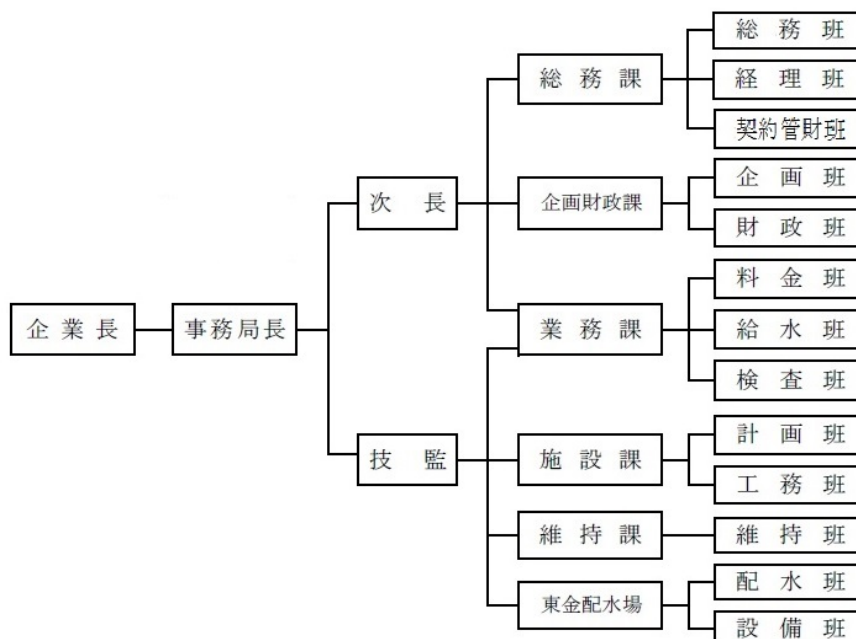 企業長
事務局長
次長
技監
総務課
総務班
経理班
契約管財班
企画財政課
企画班
財政班
業務課
料金班
給水班
検査班
施設課
計画班
工務班
維持課
維持班
東金配水場
配水班
設備班